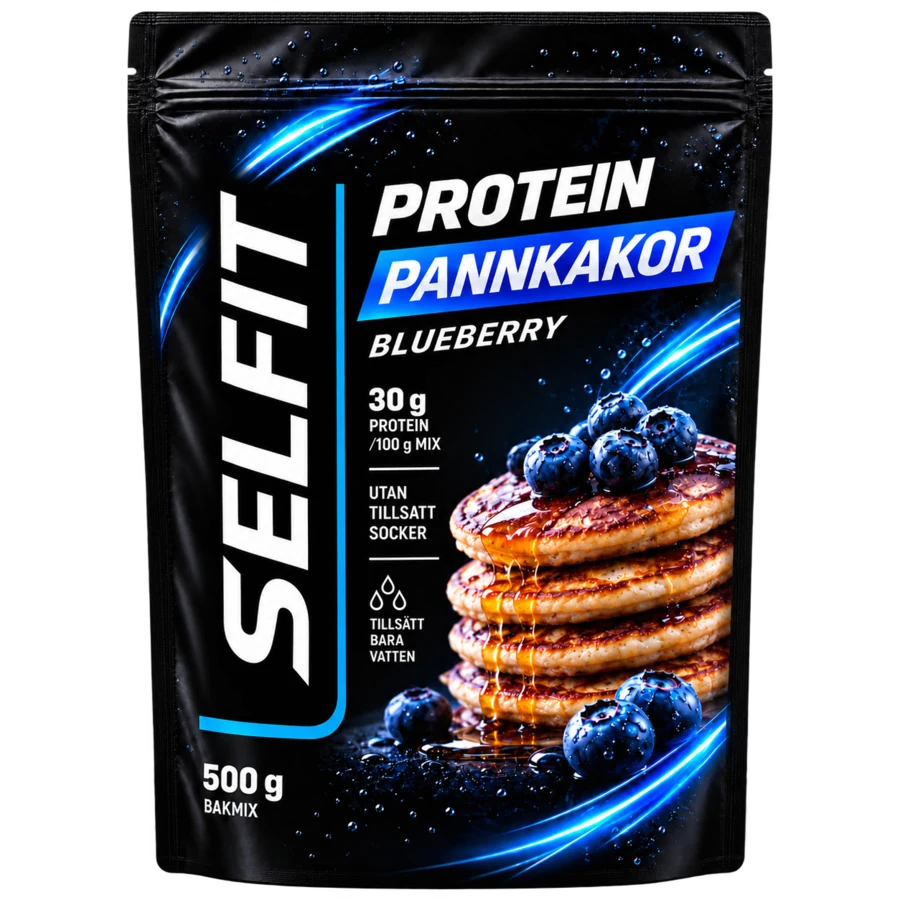 SELFIT
PROTEIN
PANNKAKOR
BLUEBERRY
30 g
PROTEIN
/100 g MIX
UTAN
TILLSATT
SOCKER
TILLSÄTT
BARA
VATTEN
500 g
BAKMIX